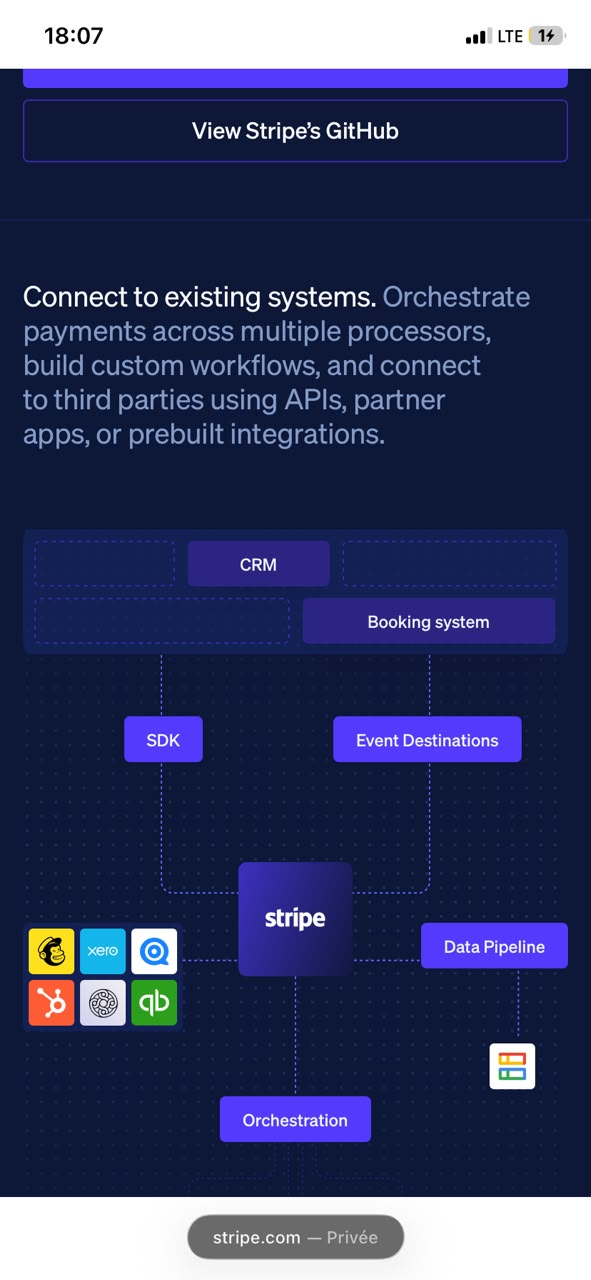 18:07
LTE
1
View Stripe’s GitHub
Connect to existing systems. Orchestrate
payments across multiple processors,
build custom workflows, and connect
to third parties using APIs, partner
apps, or prebuilt integrations.
CRM
Booking system
SDK
Event Destinations
stripe
xero
qb
Data Pipeline
Orchestration
stripe.com — Privée